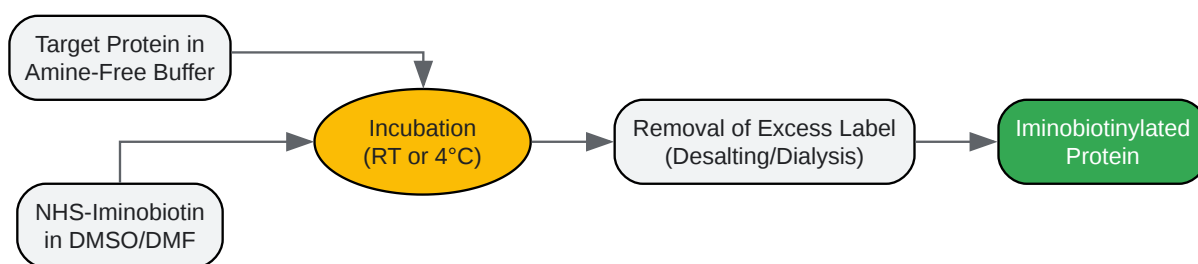 Target Protein in
Amine-Free Buffer
NHS-Iminobiotin
in DMSO/DMF
Incubation
(RT or 4°C)
Removal of Excess Label
(Desalting/Dialysis)
Iminobiotinylated
Protein